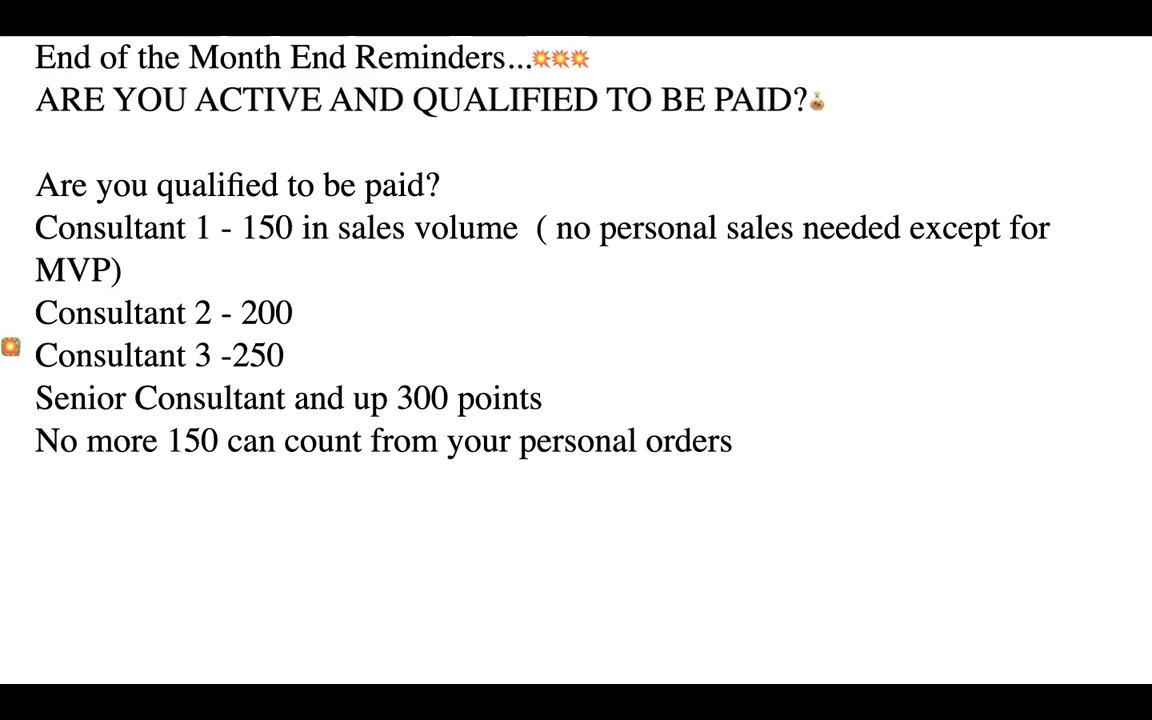 End of the Month End Reminders...💥💥💥
ARE YOU ACTIVE AND QUALIFIED TO BE PAID?💰
Are you qualified to be paid?
Consultant 1 - 150 in sales volume  ( no personal sales needed except for
MVP)
Consultant 2 - 200
Consultant 3 -250
Senior Consultant and up 300 points
No more 150 can count from your personal orders